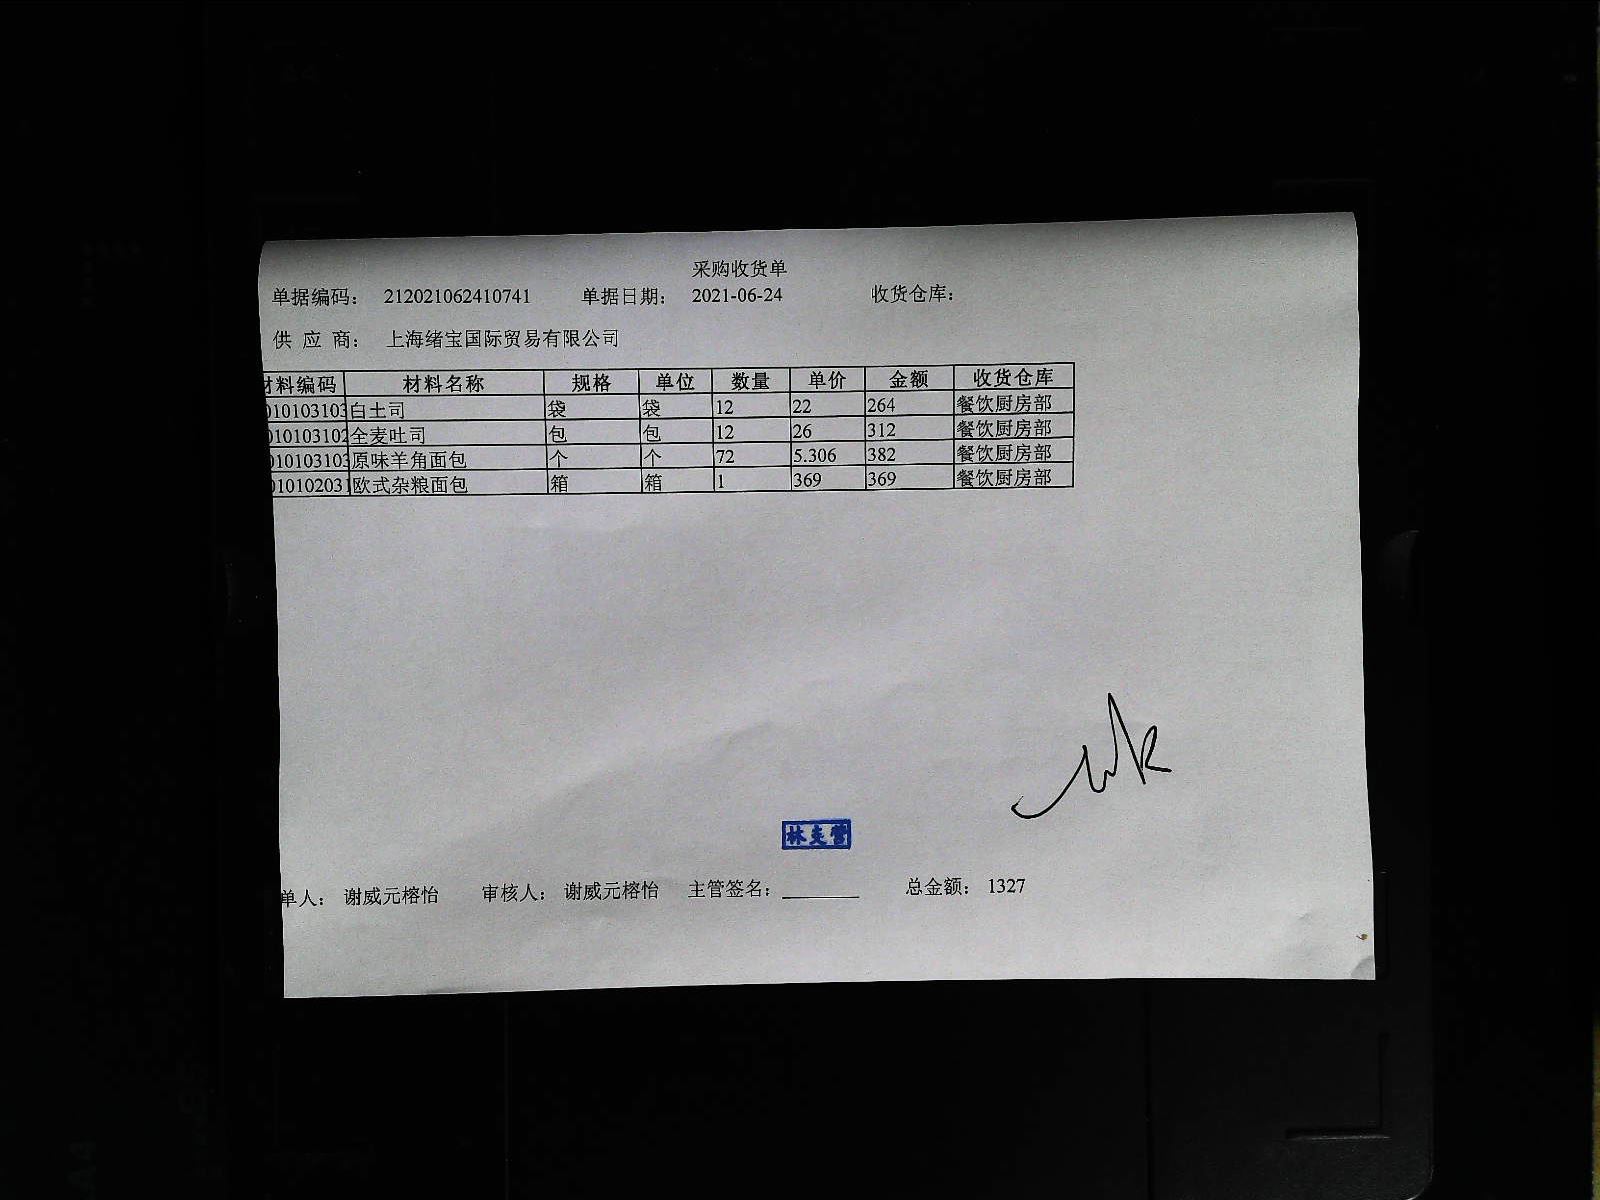 采购收货单
单据编码： 212021062410741 单据日期： 2021-06-24 收货仓库：
供 应 商： 上海绪宝国际贸易有限公司
材料编码 材料名称 规格 单位 数量 单价 金额 收货仓库
010103103 白土司 袋 袋 12 22 264 餐饮厨房部
010103102 全麦吐司 包 包 12 26 312 餐饮厨房部
010103103 原味羊角面包 个 个 72 5.306 382 餐饮厨房部
010102031 欧式杂粮面包 箱 箱 1 369 369 餐饮厨房部
单人： 谢威元榕怡 审核人： 谢威元榕怡 主管签名： 总金额： 1327